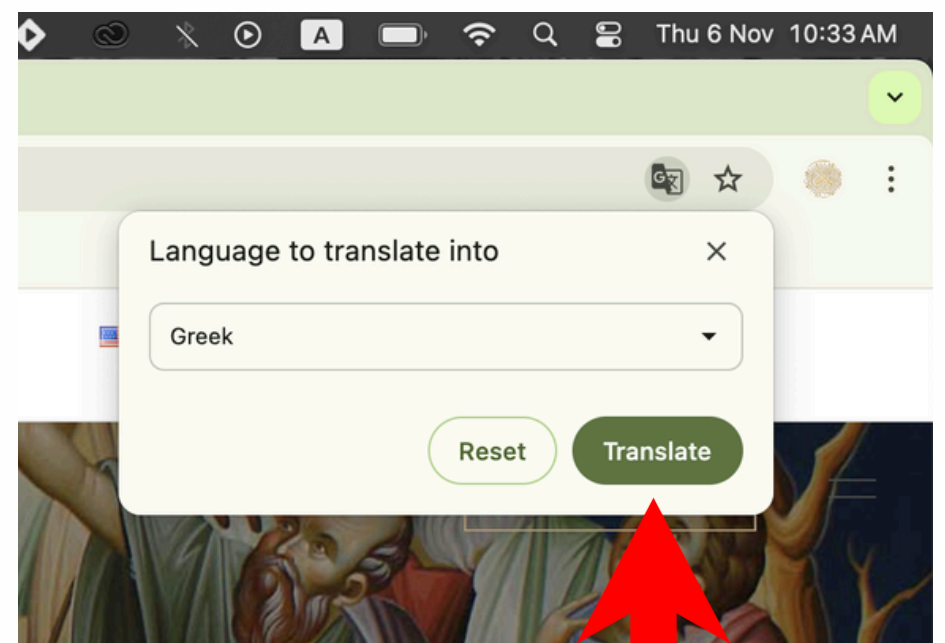 A
Thu 6 Nov 10:33 AM
Language to translate into
Greek
Reset
Translate